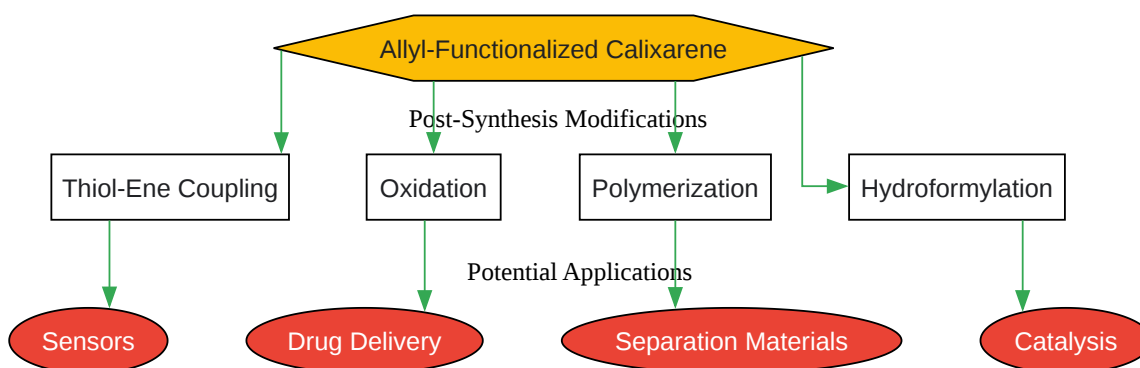 Allyl-Functionalized Calixarene
Post-Synthesis Modifications
Thiol-Ene Coupling
Oxidation
Polymerization
Hydroformylation
Potential Applications
Sensors
Drug Delivery
Separation Materials
Catalysis